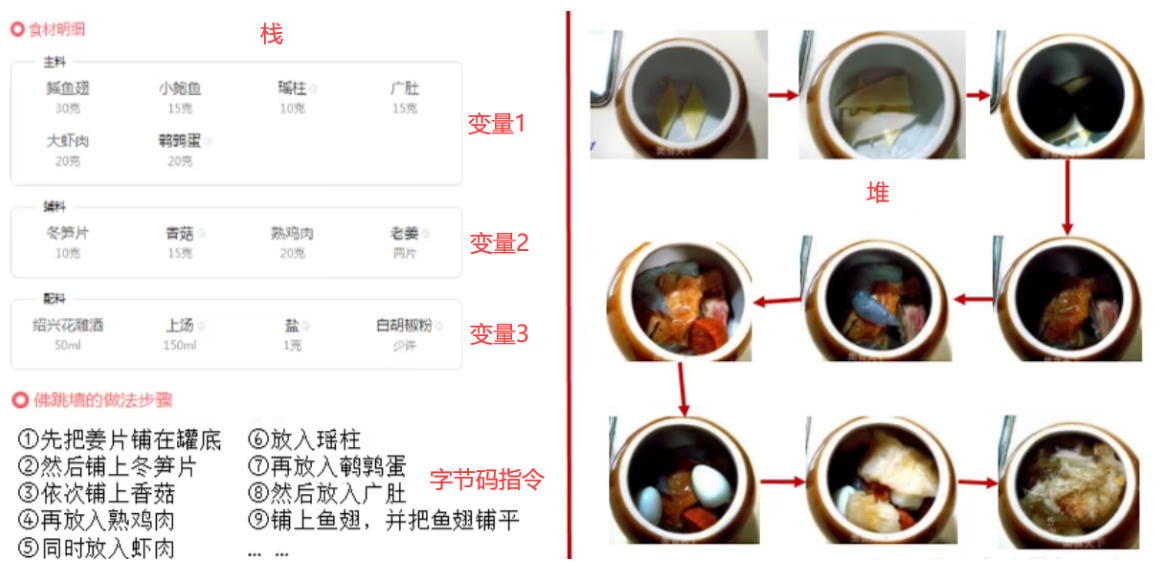 食材明细
栈
主料
鳐鱼翅 小鲍鱼 瑶柱 广肚
30克 15克 10克 15克
变量1
大虾肉 鹌鹑蛋
20克 20克
辅料
冬笋片 香菇 熟鸡肉 老姜
10克 15克 20克 两片
变量2
配料
绍兴花雕酒 上汤 盐 白胡椒粉
50ml 150ml 1克 少许
变量3
佛跳墙的做法步骤
①先把姜片铺在罐底
②然后铺上冬笋片
③依次铺上香菇
④再放入熟鸡肉
⑤同时放入虾肉
⑥放入瑶柱
⑦再放入鹌鹑蛋
⑧然后放入广肚
⑨铺上鱼翅，并把鱼翅铺平
... ...
字节码指令
堆